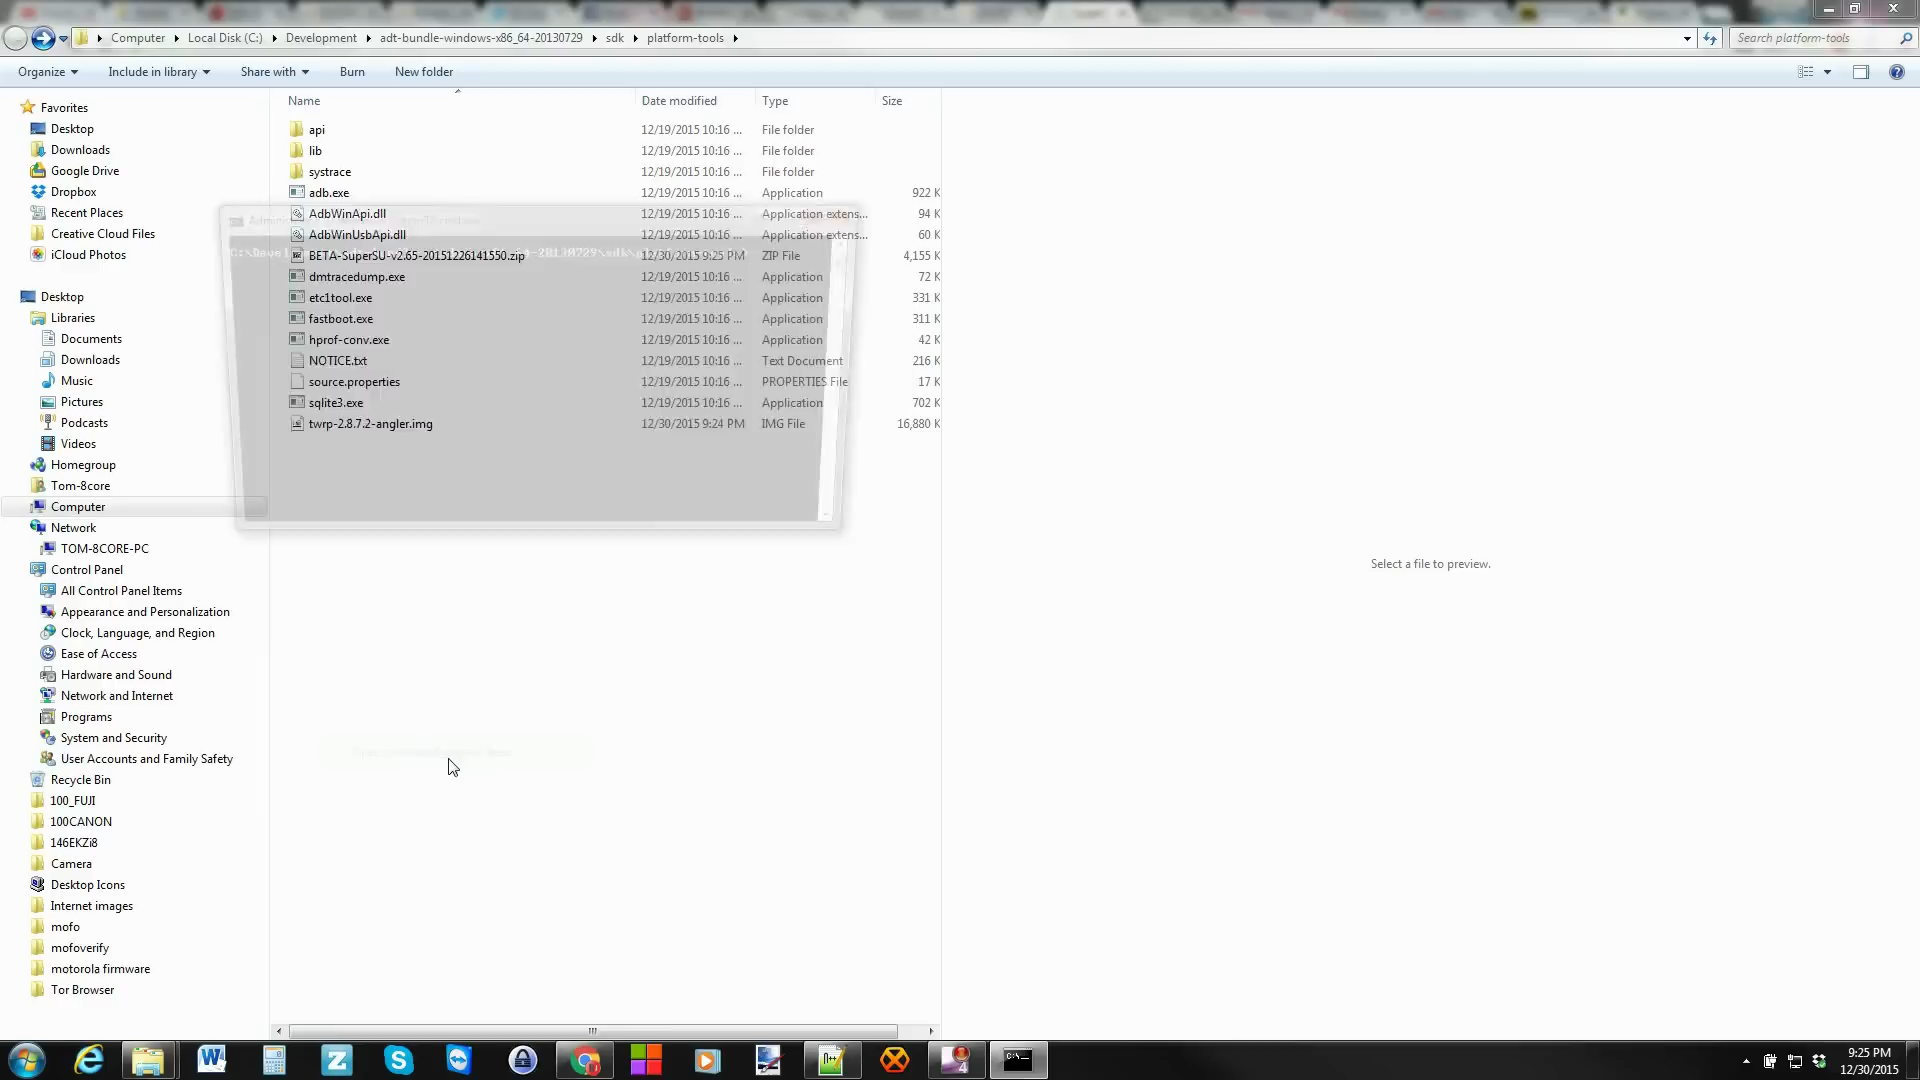 Computer Local Disk (C:) Development adt-bundle-windows-x86_64-20130729 sdk platform-tools Search platform-tools
Organize Include in library Share with Burn New folder
Name Date modified Type Size
Favorites
Desktop
Downloads
Google Drive
Dropbox
Recent Places
Creative Cloud Files
iCloud Photos
Desktop
Libraries
Documents
Downloads
Music
Pictures
Podcasts
Videos
Homegroup
Tom-8core
Computer
Network
TOM-8CORE-PC
Control Panel
All Control Panel Items
Appearance and Personalization
Clock, Language, and Region
Ease of Access
Hardware and Sound
Network and Internet
Programs
System and Security
User Accounts and Family Safety
Recycle Bin
100_FUJI
100CANON
146EKZi8
Camera
Desktop Icons
Internet images
mofo
mofoverify
motorola firmware
Tor Browser
api 12/19/2015 10:16 ... File folder
lib 12/19/2015 10:16 ... File folder
systrace 12/19/2015 10:16 ... File folder
adb.exe 12/19/2015 10:16 ... Application 922 K
AdbWinApi.dll 12/19/2015 10:16 ... Application extens... 94 K
AdbWinUsbApi.dll 12/19/2015 10:16 ... Application extens... 60 K
BETA-SuperSU-v2.65-20151226141550.zip 12/30/2015 9:25 PM ZIP File 4,155 K
dmtracedump.exe 12/19/2015 10:16 ... Application 72 K
etc1tool.exe 12/19/2015 10:16 ... Application 331 K
fastboot.exe 12/19/2015 10:16 ... Application 311 K
hprof-conv.exe 12/19/2015 10:16 ... Application 42 K
NOTICE.txt 12/19/2015 10:16 ... Text Document 216 K
source.properties 12/19/2015 10:16 ... PROPERTIES File 17 K
sqlite3.exe 12/19/2015 10:16 ... Application 702 K
twrp-2.8.7.2-angler.img 12/30/2015 9:24 PM IMG File 16,880 K
Select a file to preview.
9:25 PM
12/30/2015